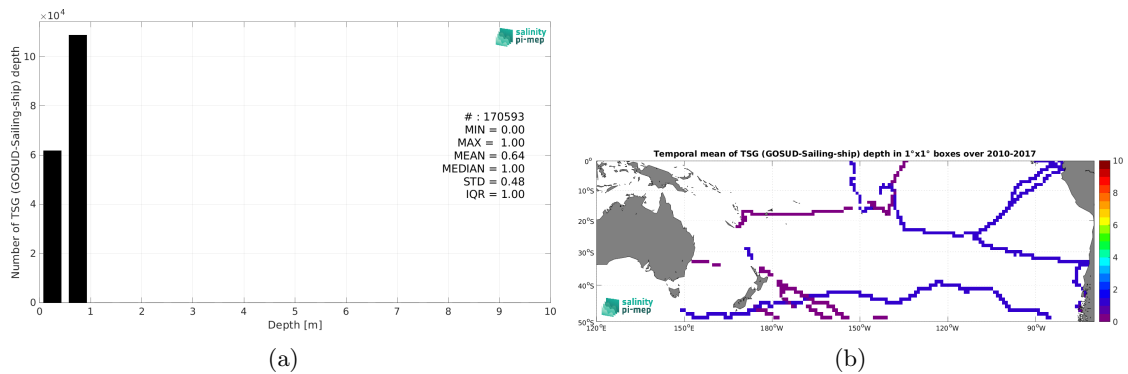 ×10⁴
10
8
6
4
2
0
Number of TSG (GOSUD-Sailing-ship) depth
salinity
pi-mep
# : 170593
MIN = 0.00
MAX = 1.00
MEAN = 0.64
MEDIAN = 1.00
STD = 0.48
IQR = 1.00
0 1 2 3 4 5 6 7 8 9 10
Depth [m]
(a)
Temporal mean of TSG (GOSUD-Sailing-ship) depth in 1°x1° boxes over 2010-2017
0°
10°S
20°S
30°S
40°S
50°S
salinity
pi-mep
120°W 150°W 180°W 150°W 120°W 90°W
10
8
6
4
2
0
(b)